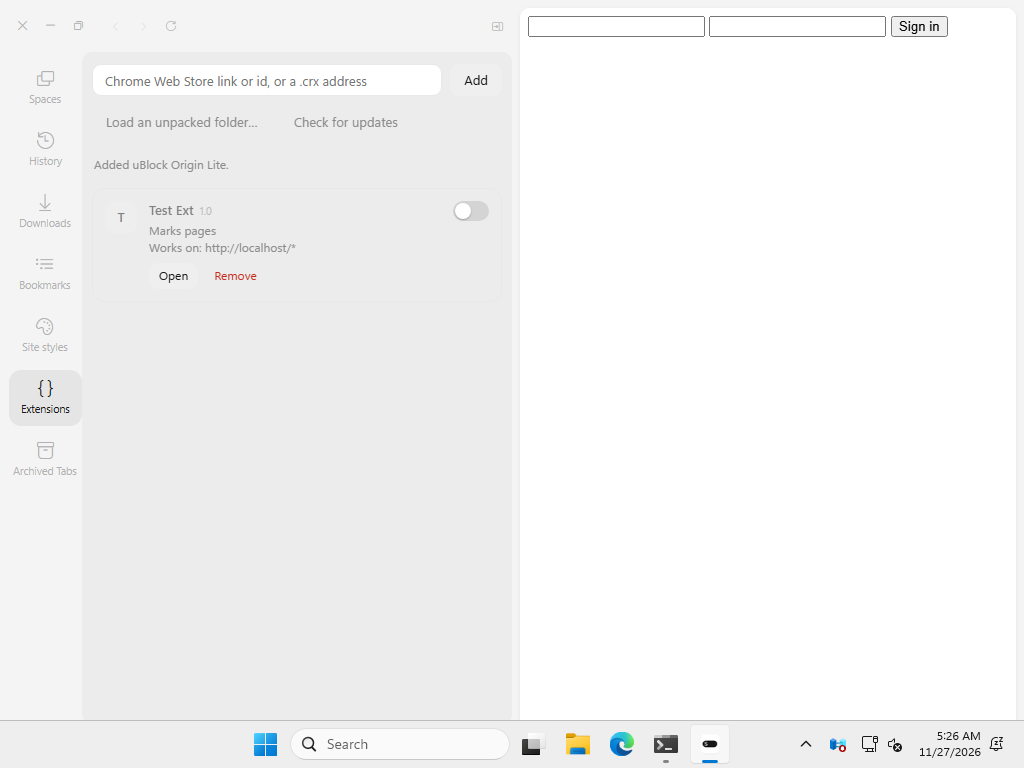 Chrome Web Store link or id, or a .crx address
Add
Load an unpacked folder...
Check for updates
Added uBlock Origin Lite.
T
Test Ext 1.0
Marks pages
Works on: http://localhost/*
Open
Remove
Spaces
History
Downloads
Bookmarks
Site styles
{ }
Extensions
Archived Tabs
Sign in
Search
5:26 AM
11/27/2026